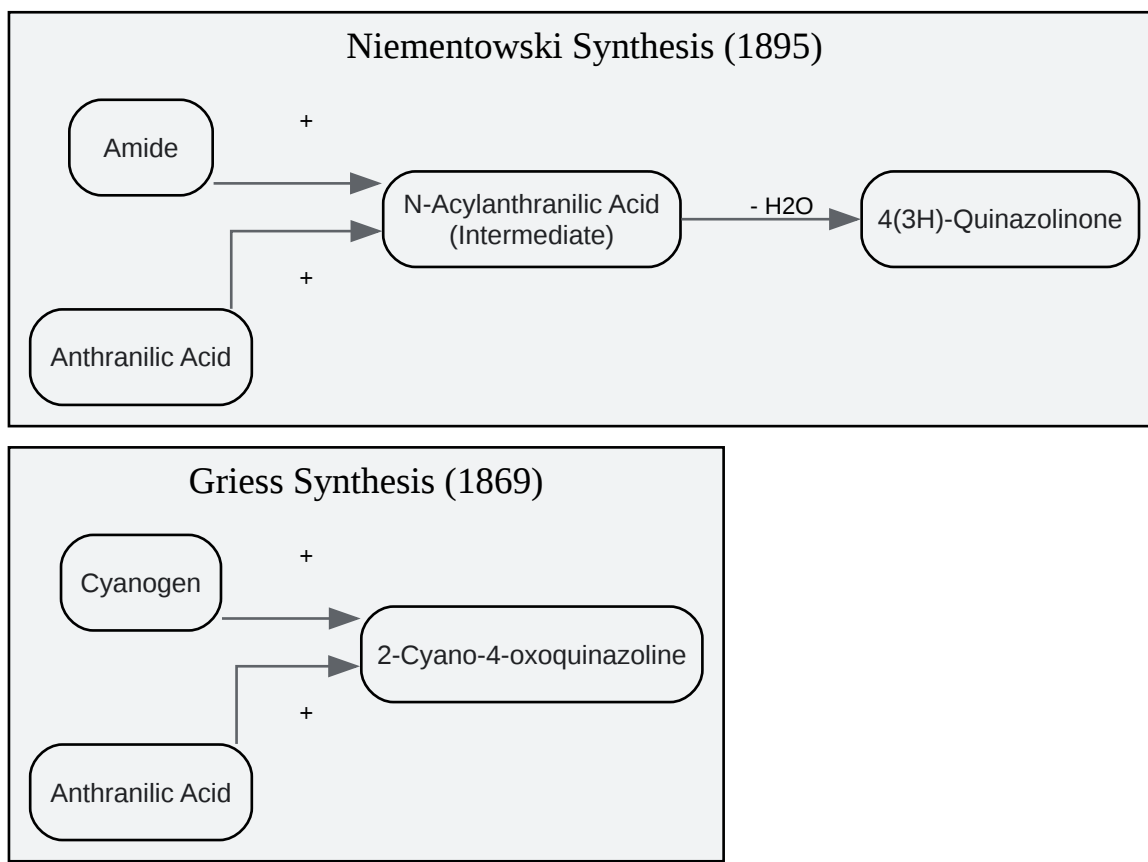 Niementowski Synthesis (1895)
+
Amide
N-Acylanthranilic Acid
(Intermediate)
- H2O
4(3H)-Quinazolinone
+
Anthranilic Acid
Griess Synthesis (1869)
+
Cyanogen
2-Cyano-4-oxoquinazoline
+
Anthranilic Acid